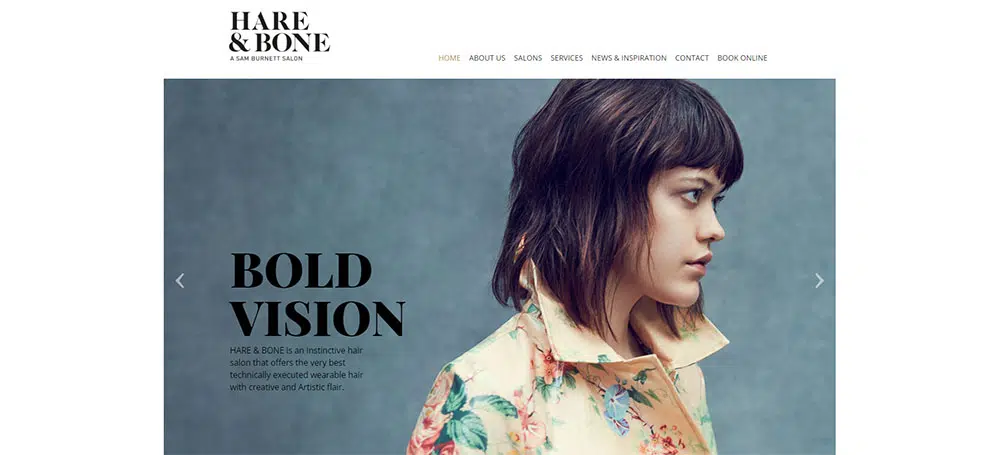 HARE
& BONE
A SAM BURNETT SALON
HOME ABOUT US SALONS SERVICES NEWS & INSPIRATION CONTACT BOOK ONLINE
BOLD
VISION
HARE & BONE is an instinctive hair
salon that offers the very best
technically executed wearable hair
with creative and Artistic flair.